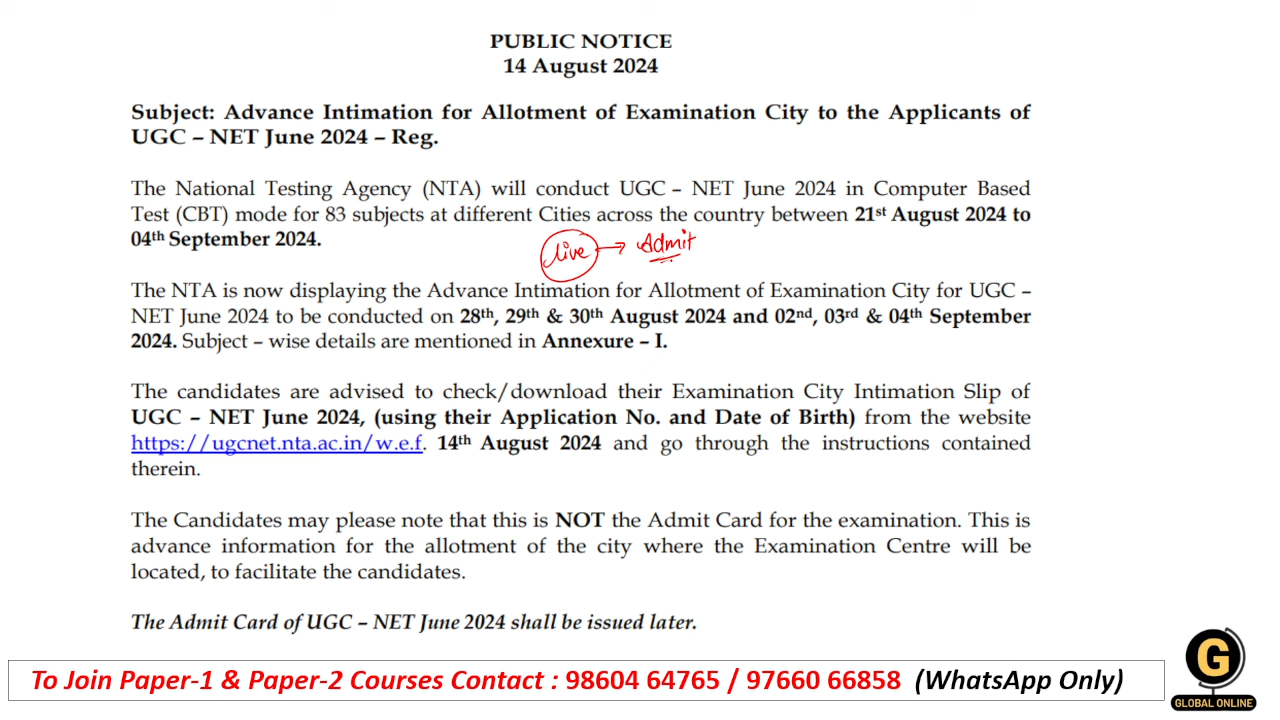 PUBLIC NOTICE
14 August 2024
Subject: Advance Intimation for Allotment of Examination City to the Applicants of
UGC – NET June 2024 – Reg.
The National Testing Agency (NTA) will conduct UGC – NET June 2024 in Computer Based
Test (CBT) mode for 83 subjects at different Cities across the country between 21st August 2024 to
04th September 2024.
live → Admit
The NTA is now displaying the Advance Intimation for Allotment of Examination City for UGC –
NET June 2024 to be conducted on 28th, 29th & 30th August 2024 and 02nd, 03rd & 04th September
2024. Subject – wise details are mentioned in Annexure – I.
The candidates are advised to check/download their Examination City Intimation Slip of
UGC – NET June 2024, (using their Application No. and Date of Birth) from the website
https://ugcnet.nta.ac.in/w.e.f. 14th August 2024 and go through the instructions contained
therein.
The Candidates may please note that this is NOT the Admit Card for the examination. This is
advance information for the allotment of the city where the Examination Centre will be
located, to facilitate the candidates.
The Admit Card of UGC – NET June 2024 shall be issued later.
To Join Paper-1 & Paper-2 Courses Contact : 98604 64765 / 97660 66858 (WhatsApp Only)
G
GLOBAL ONLINE